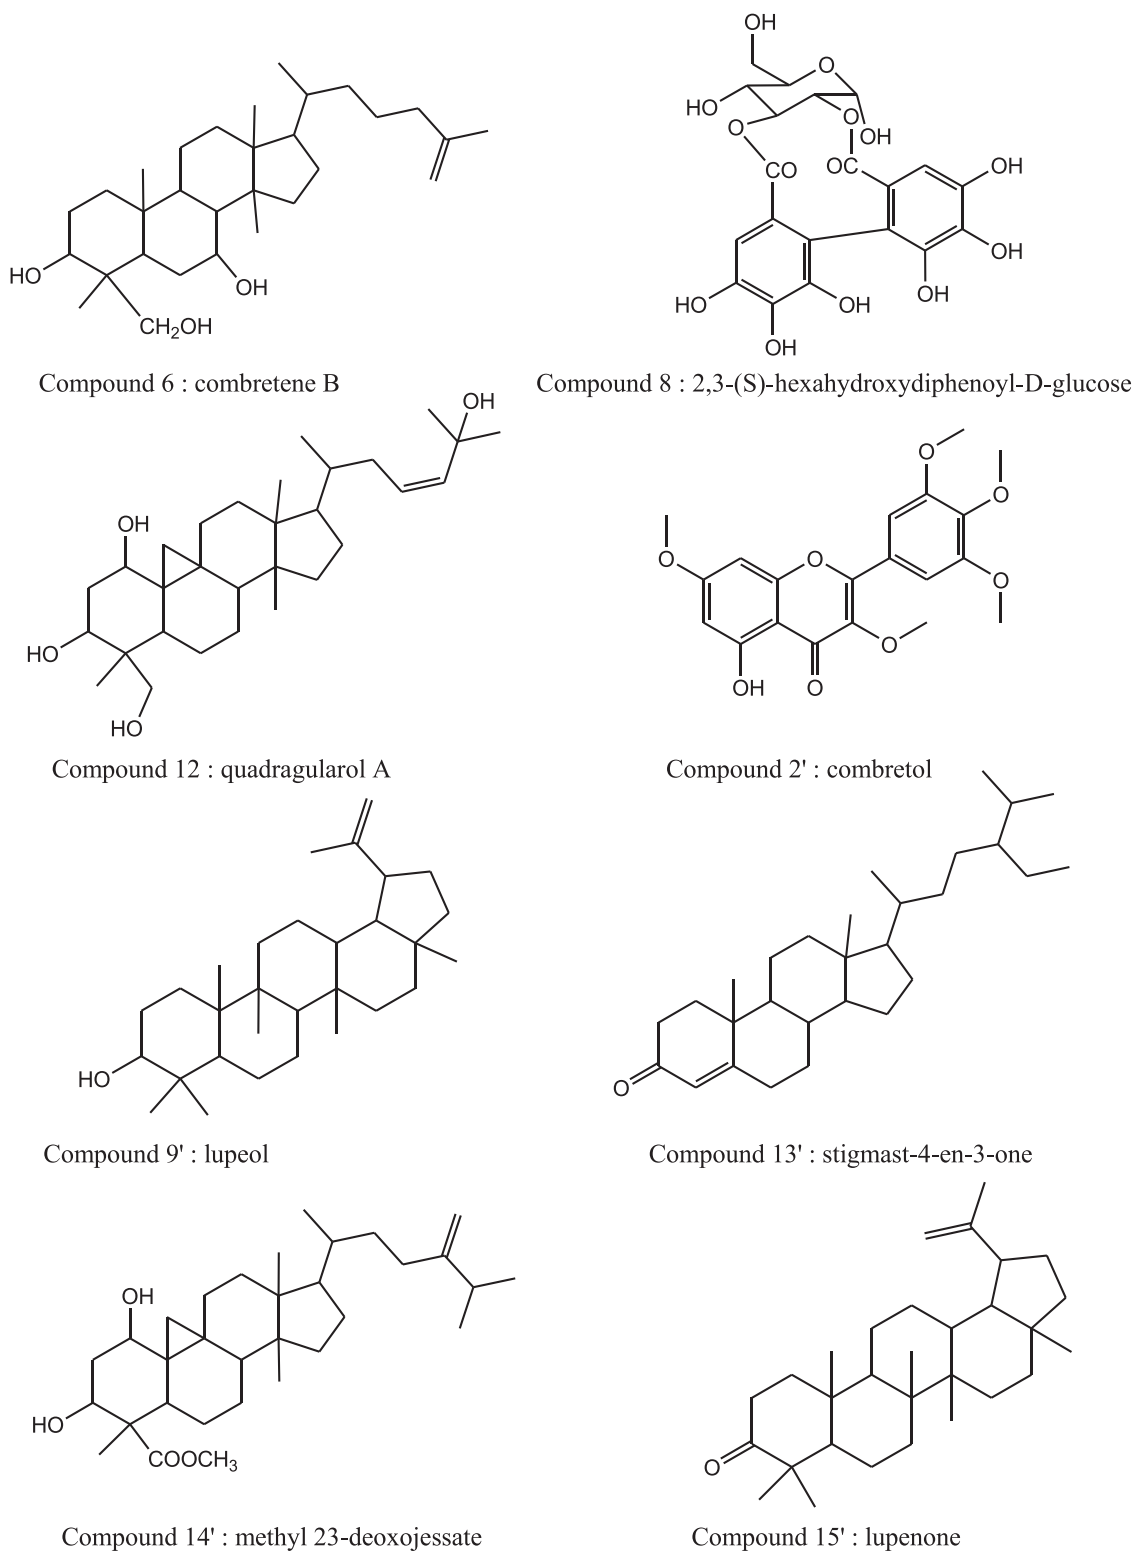 HO
OH
CH2OH
Compound 6 : combretene B
OH
O
HO
O
O
OH
CO
OC
OH
OH
OH
HO
OH
OH
Compound 8 : 2,3-(S)-hexahydroxydiphenoyl-D-glucose
OH
OH
HO
HO
Compound 12 : quadragularol A
O
O
O
O
O
O
OH
O
Compound 2' : combretol
HO
Compound 9' : lupeol
O
Compound 13' : stigmast-4-en-3-one
OH
HO
COOCH3
Compound 14' : methyl 23-deoxojessate
O
Compound 15' : lupenone